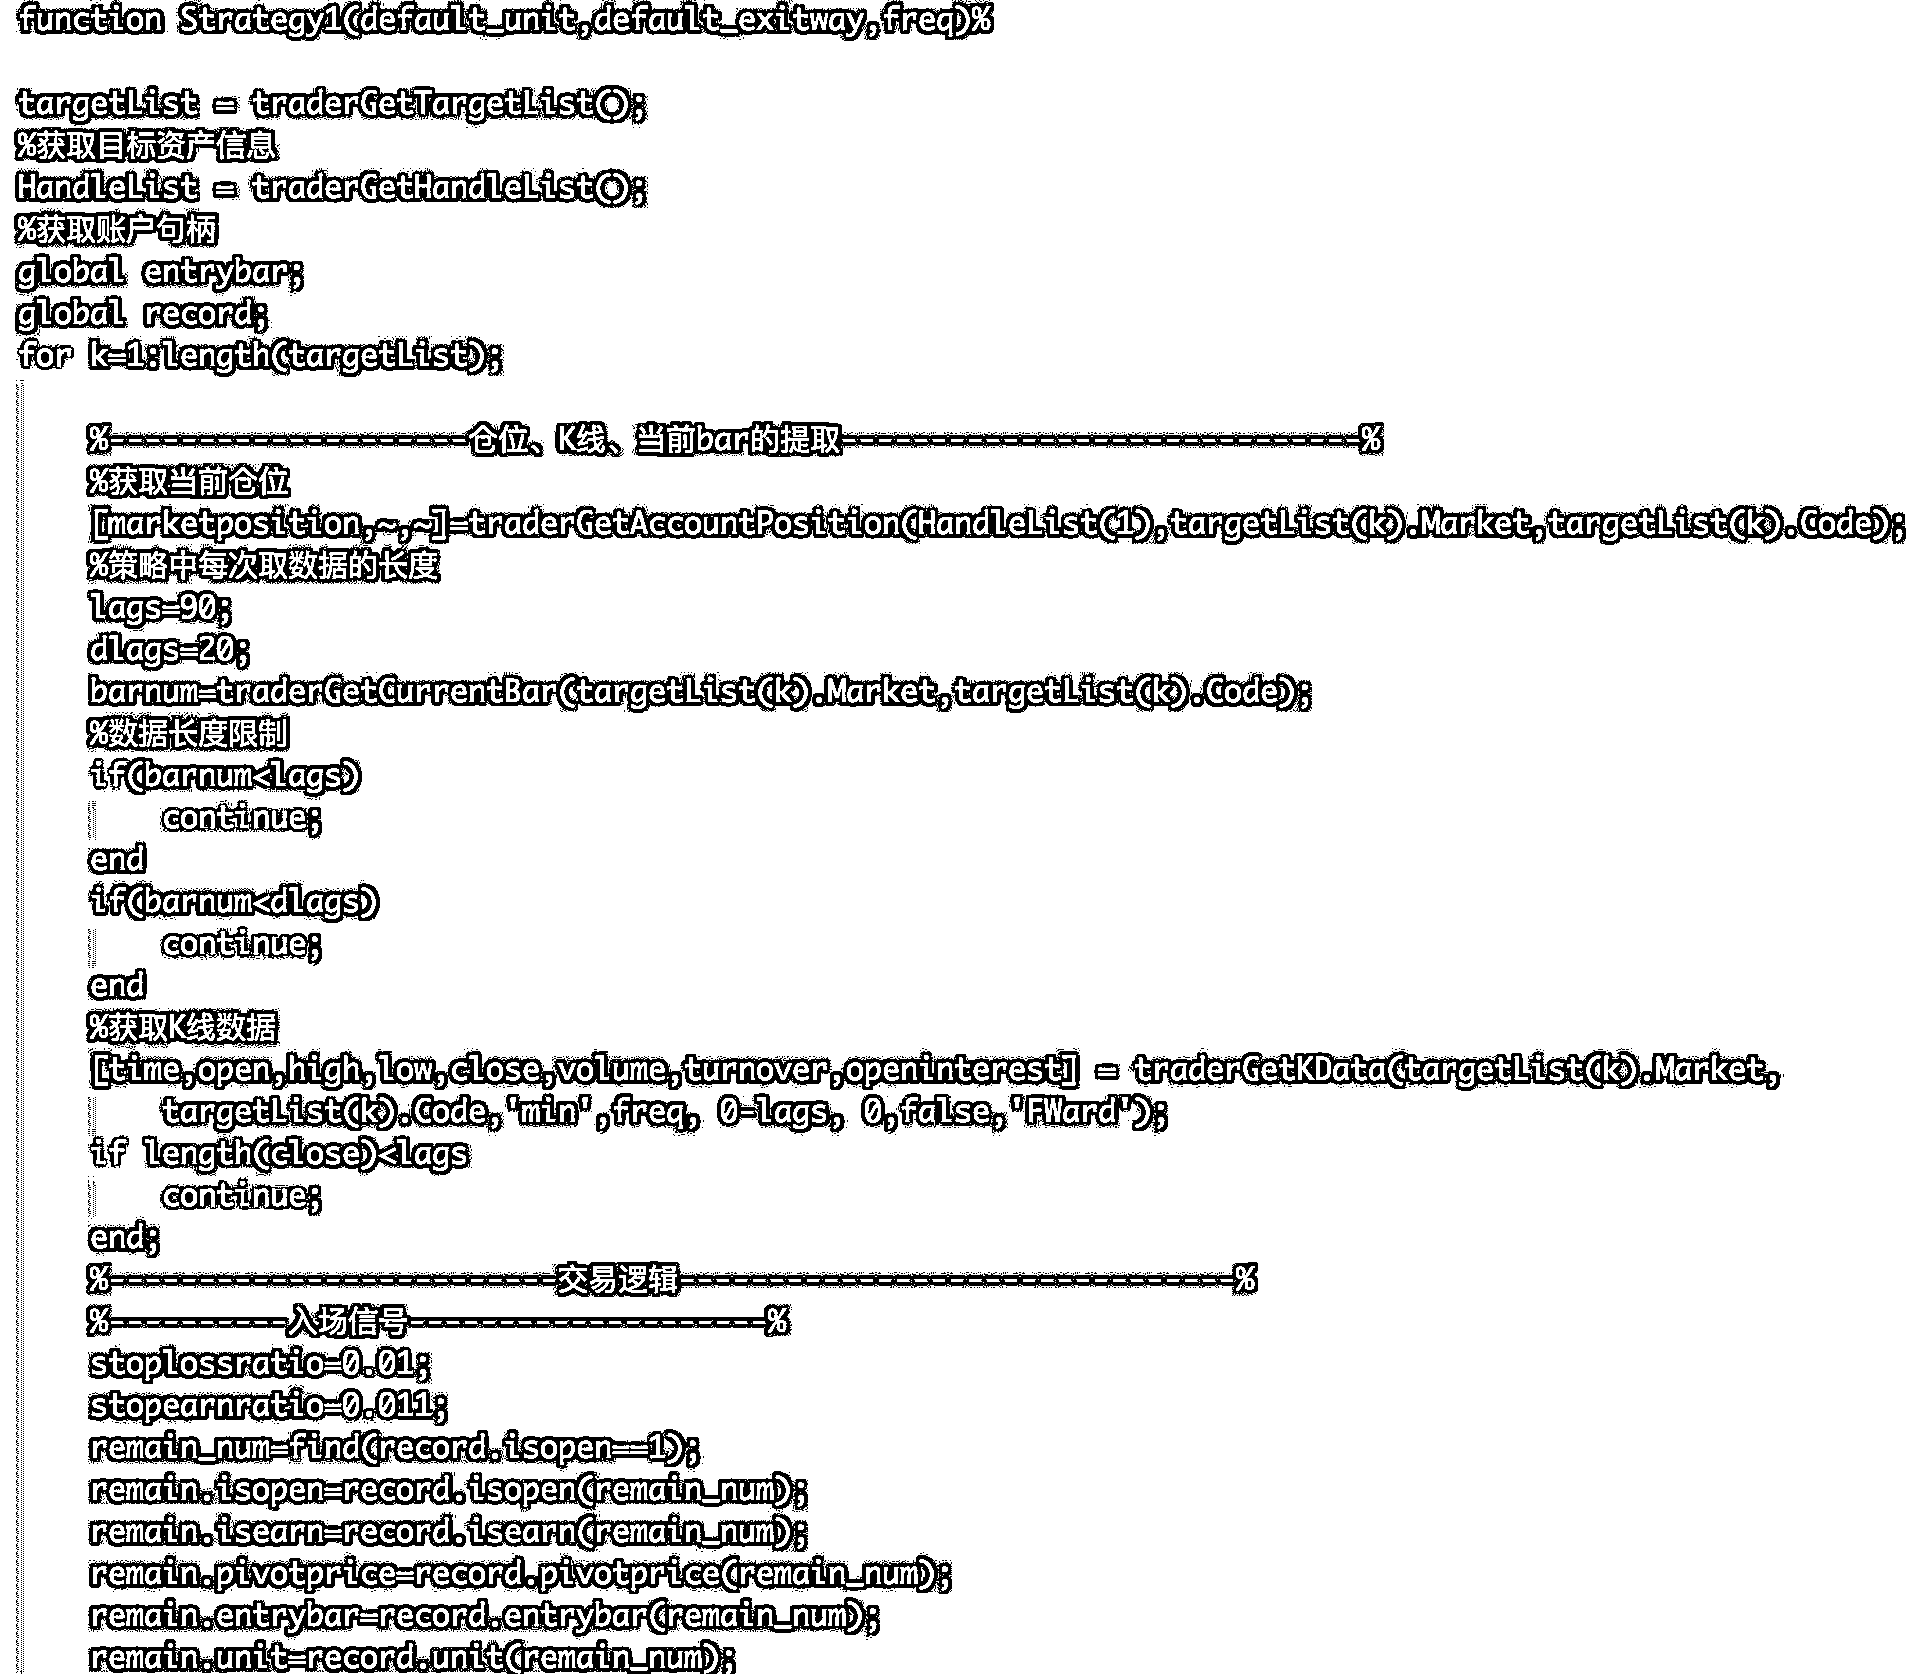 function Strategy1(default_unit,default_exitway,freq)%
targetList = traderGetTargetList();
%获取目标资产信息
HandleList = traderGetHandleList();
%获取账户句柄
global entrybar;
global record;
for k=1:length(targetList);
%--------------------仓位、K线、当前bar的提取-----------------------------%
%获取当前仓位
[marketposition,~,~]=traderGetAccountPosition(HandleList(1),targetList(k).Market,targetList(k).Code);
%策略中每次取数据的长度
lags=90;
dlags=20;
barnum=traderGetCurrentBar(targetList(k).Market,targetList(k).Code);
%数据长度限制
if(barnum<lags)
continue;
end
if(barnum<dlags)
continue;
end
%获取K线数据
[time,open,high,low,close,volume,turnover,openinterest] = traderGetKData(targetList(k).Market,
targetList(k).Code,'min',freq, 0-lags, 0,false,'FWard');
if length(close)<lags
continue;
end;
%-------------------------交易逻辑-------------------------------%
%----------入场信号--------------------%
stoplossratio=0.01;
stopearnratio=0.011;
remain_num=find(record.isopen==1);
remain.isopen=record.isopen(remain_num);
remain.isearn=record.isearn(remain_num);
remain.pivotprice=record.pivotprice(remain_num);
remain.entrybar=record.entrybar(remain_num);
remain.unit=record.unit(remain_num);